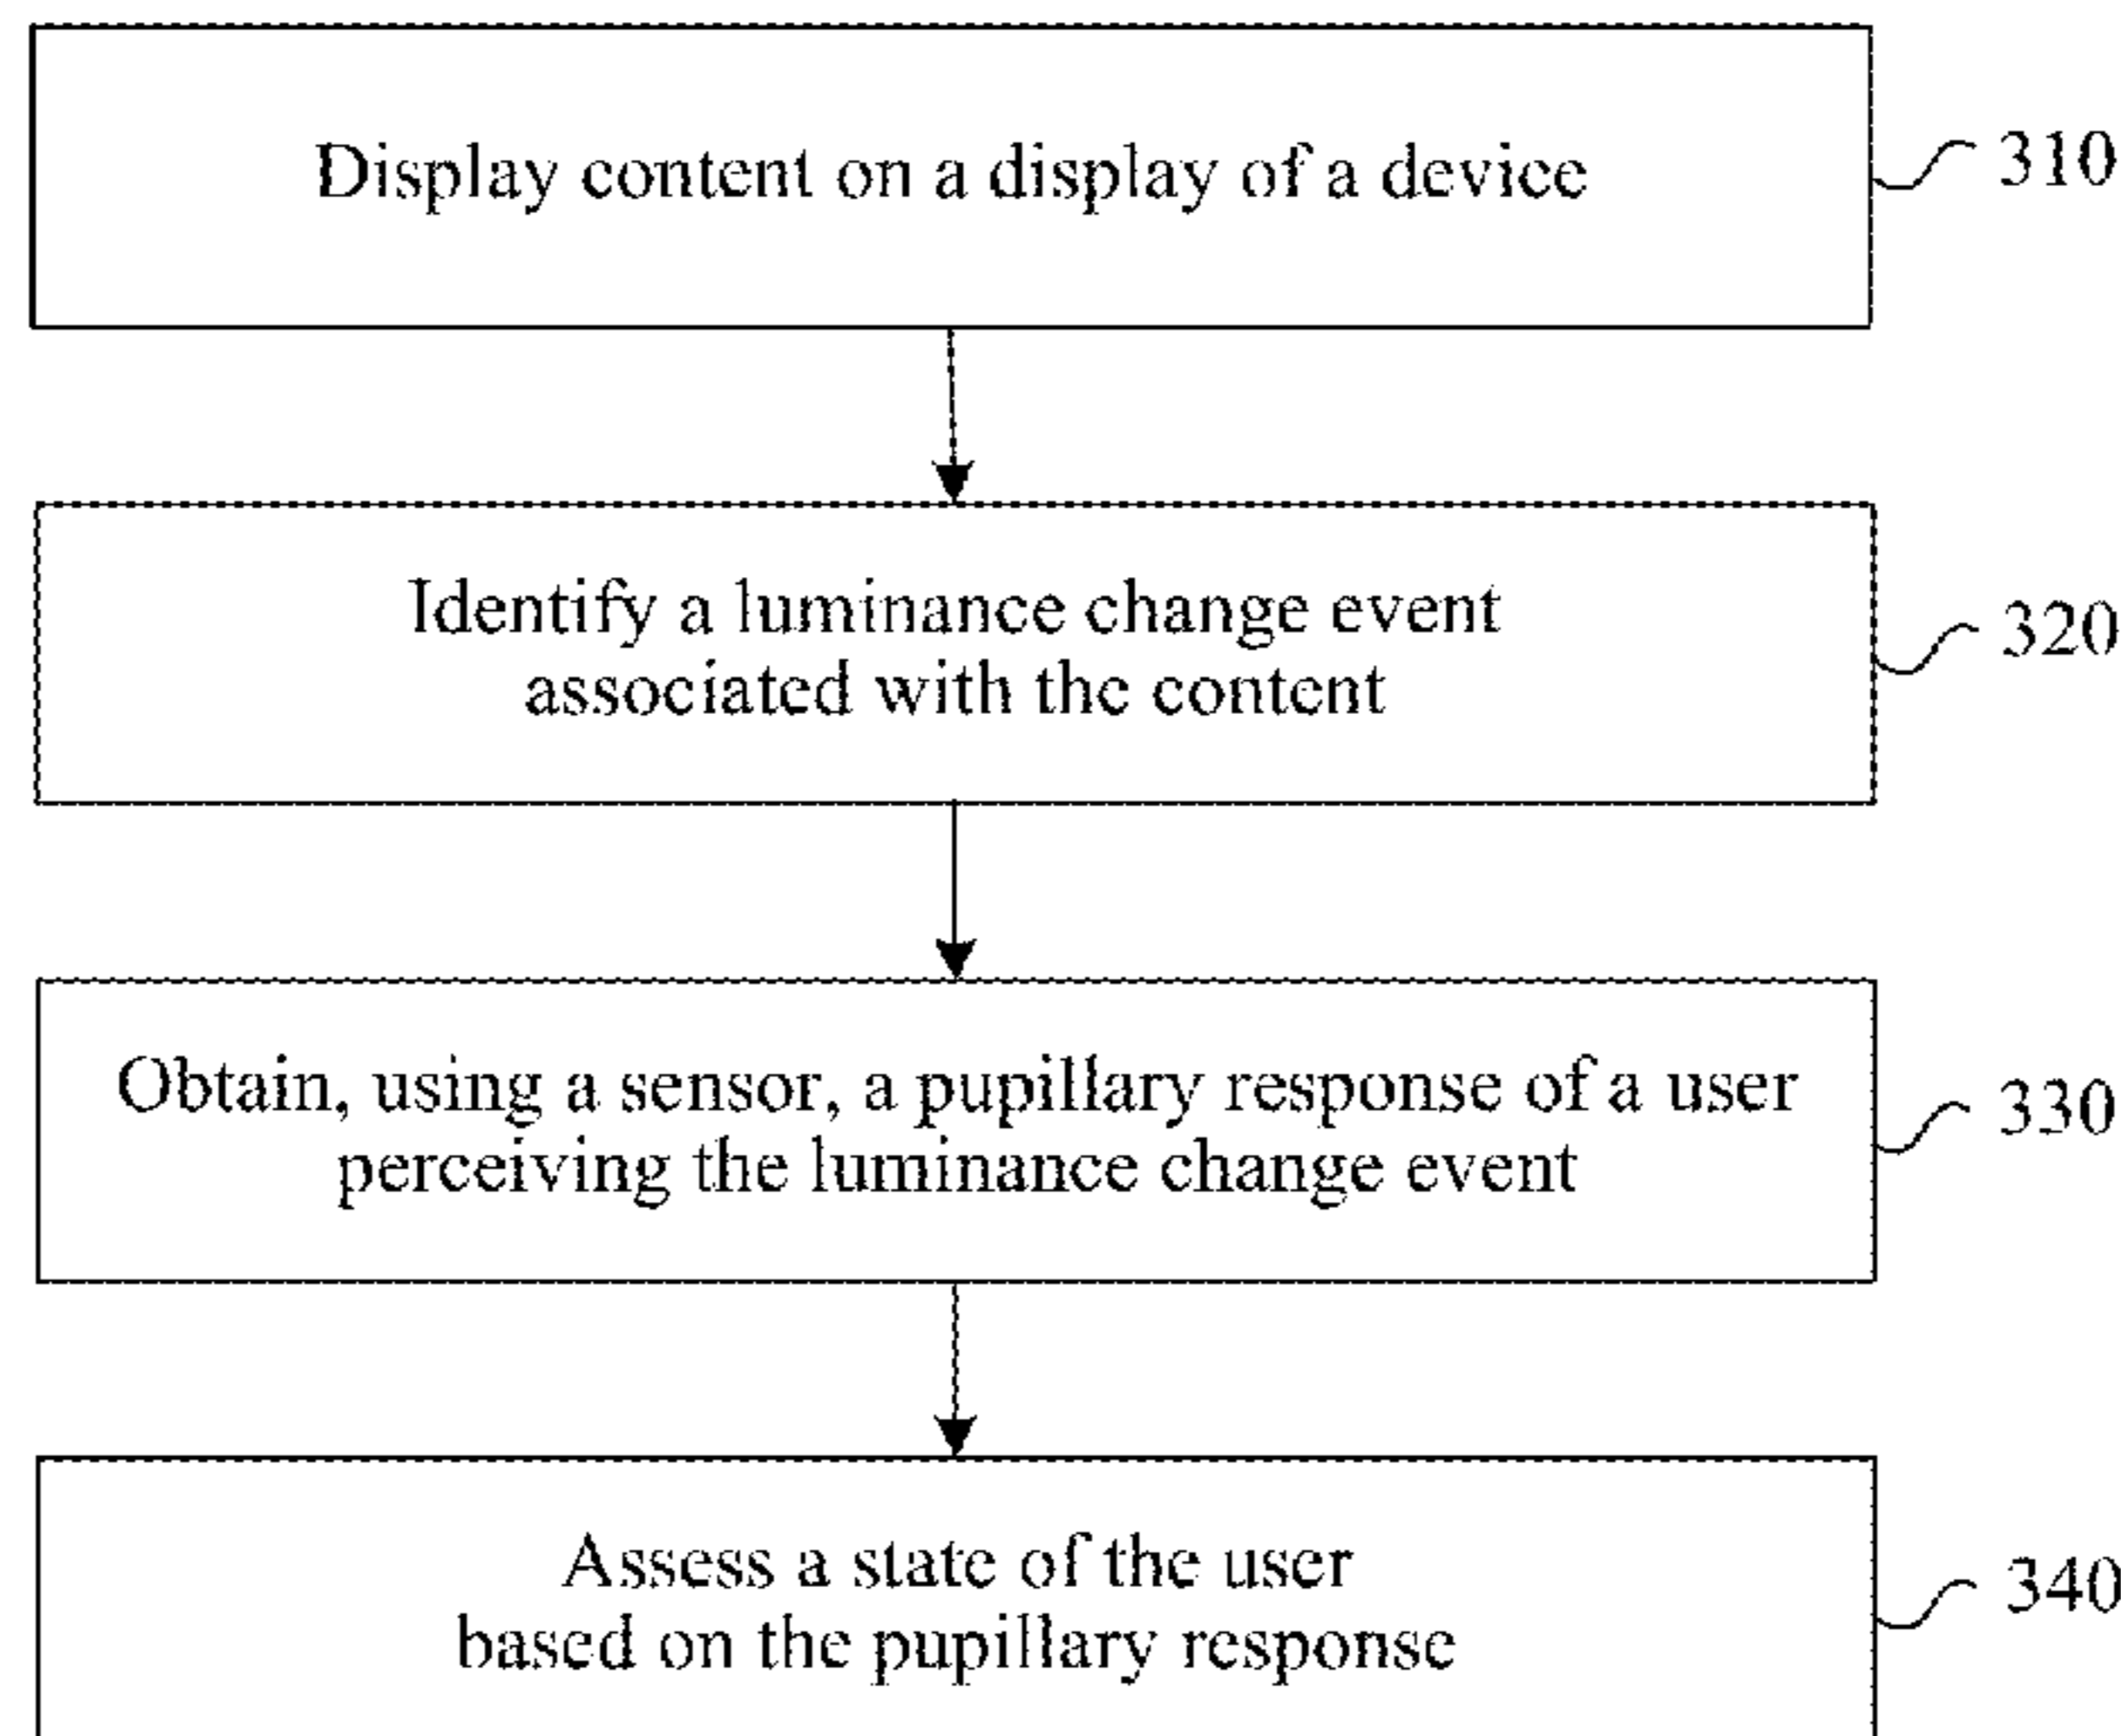 Display content on a display of a device
310
Identify a luminance change event
associated with the content
320
Obtain, using a sensor, a pupillary response of a user
perceiving the luminance change event
330
Assess a state of the user
based on the pupillary response
340